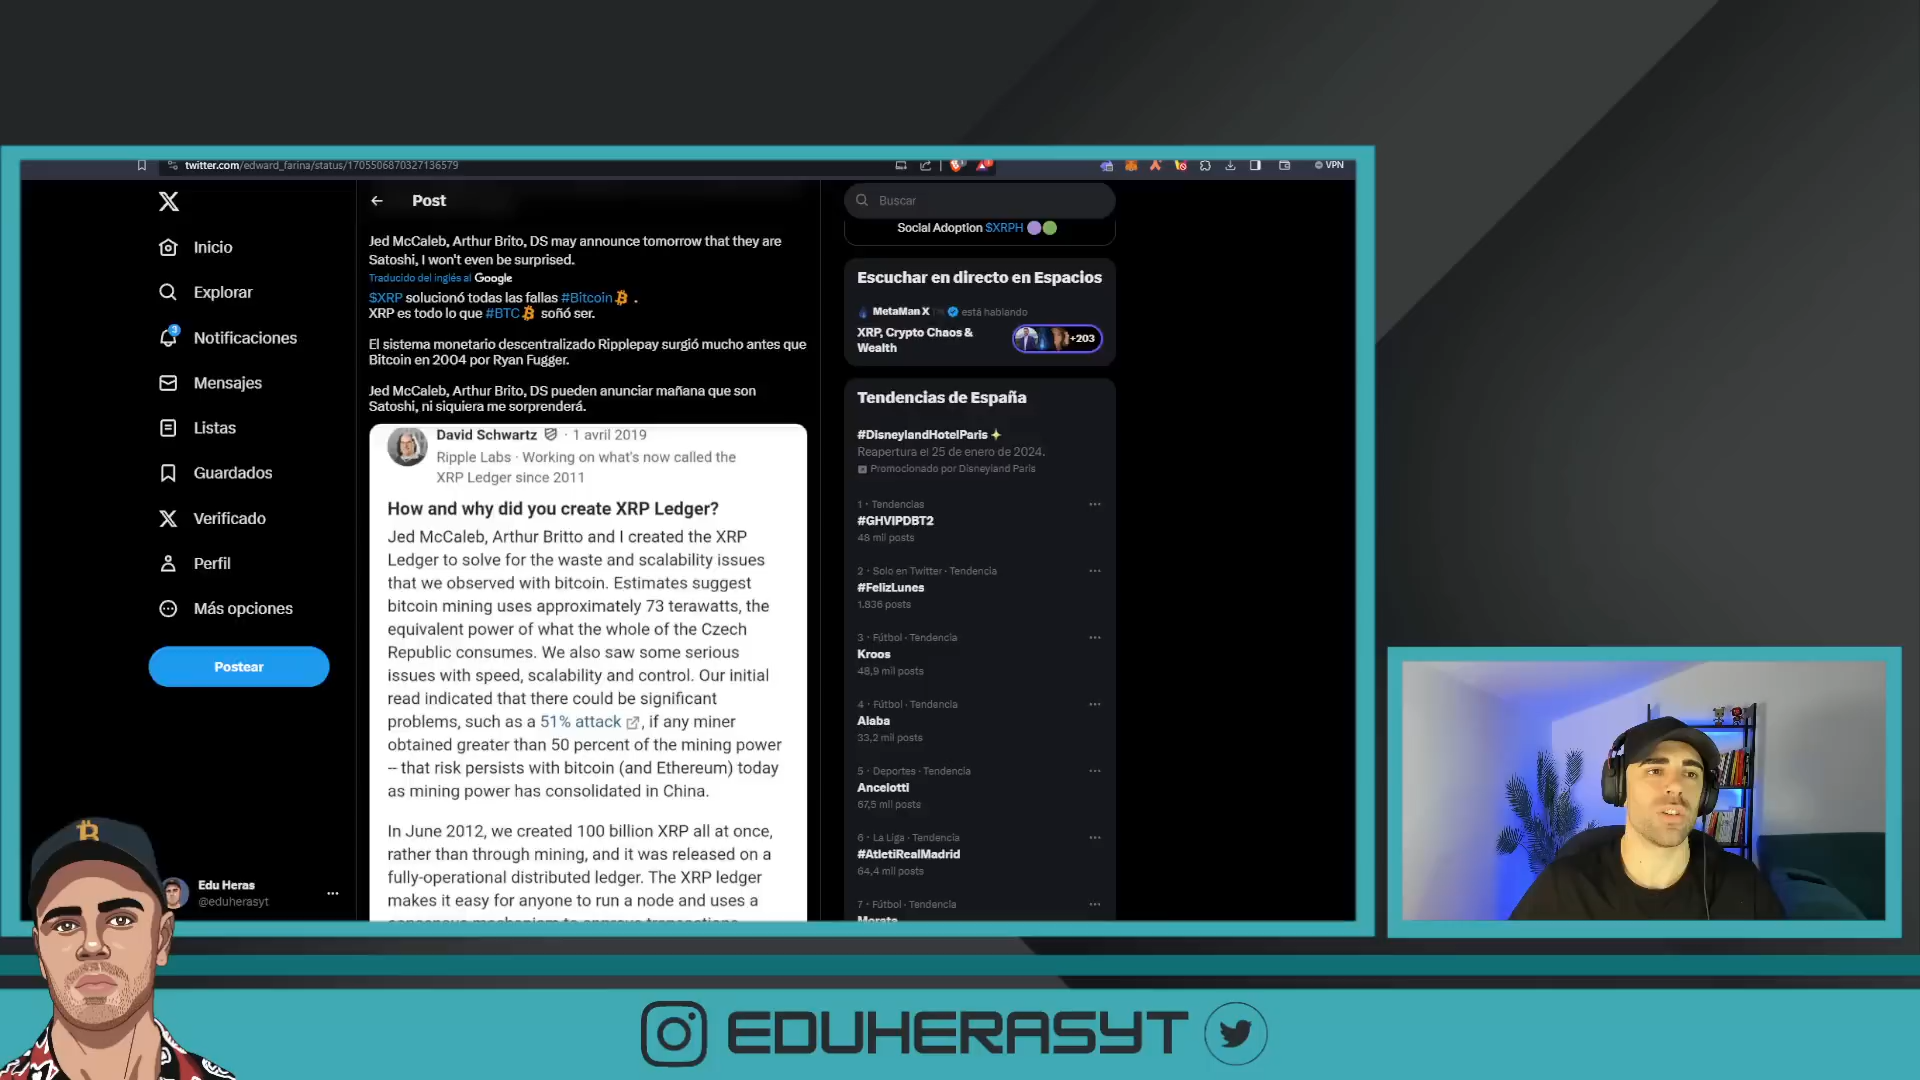 twitter.com/edward_farina/status/1705506870327136579
VPN
Post
Buscar
Inicio
Explorar
3
Notificaciones
Mensajes
Listas
Guardados
Verificado
Perfil
Más opciones
Postear
Edu Heras
@eduherasyt
Jed McCaleb, Arthur Brito, DS may announce tomorrow that they are
Satoshi, I won't even be surprised.
Traducido del inglés al Google
$XRP solucionó todas las fallas #Bitcoin .
XRP es todo lo que #BTC soñó ser.
El sistema monetario descentralizado Ripplepay surgió mucho antes que
Bitcoin en 2004 por Ryan Fugger.
Jed McCaleb, Arthur Brito, DS pueden anunciar mañana que son
Satoshi, ni siquiera me sorprenderá.
David Schwartz · 1 avril 2019
Ripple Labs · Working on what's now called the
XRP Ledger since 2011
How and why did you create XRP Ledger?
Jed McCaleb, Arthur Britto and I created the XRP
Ledger to solve for the waste and scalability issues
that we observed with bitcoin. Estimates suggest
bitcoin mining uses approximately 73 terawatts, the
equivalent power of what the whole of the Czech
Republic consumes. We also saw some serious
issues with speed, scalability and control. Our initial
read indicated that there could be significant
problems, such as a 51% attack , if any miner
obtained greater than 50 percent of the mining power
-- that risk persists with bitcoin (and Ethereum) today
as mining power has consolidated in China.
In June 2012, we created 100 billion XRP all at once,
rather than through mining, and it was released on a
fully-operational distributed ledger. The XRP ledger
makes it easy for anyone to run a node and uses a
consensus mechanism to approve transactions
Social Adoption $XRPH
Escuchar en directo en Espacios
MetaMan X está hablando
XRP, Crypto Chaos &
Wealth
+203
Tendencias de España
#DisneylandHotelParis
Reapertura el 25 de enero de 2024.
Promocionado por Disneyland Paris
1 · Tendencias
#GHVIPDBT2
48 mil posts
2 · Solo en Twitter · Tendencia
#FelizLunes
1.836 posts
3 · Fútbol · Tendencia
Kroos
48,9 mil posts
4 · Fútbol · Tendencia
Alaba
33,2 mil posts
5 · Deportes · Tendencia
Ancelotti
67,5 mil posts
6 · La Liga · Tendencia
#AtletiRealMadrid
64,4 mil posts
7 · Fútbol · Tendencia
Morata
EDUHERASYT